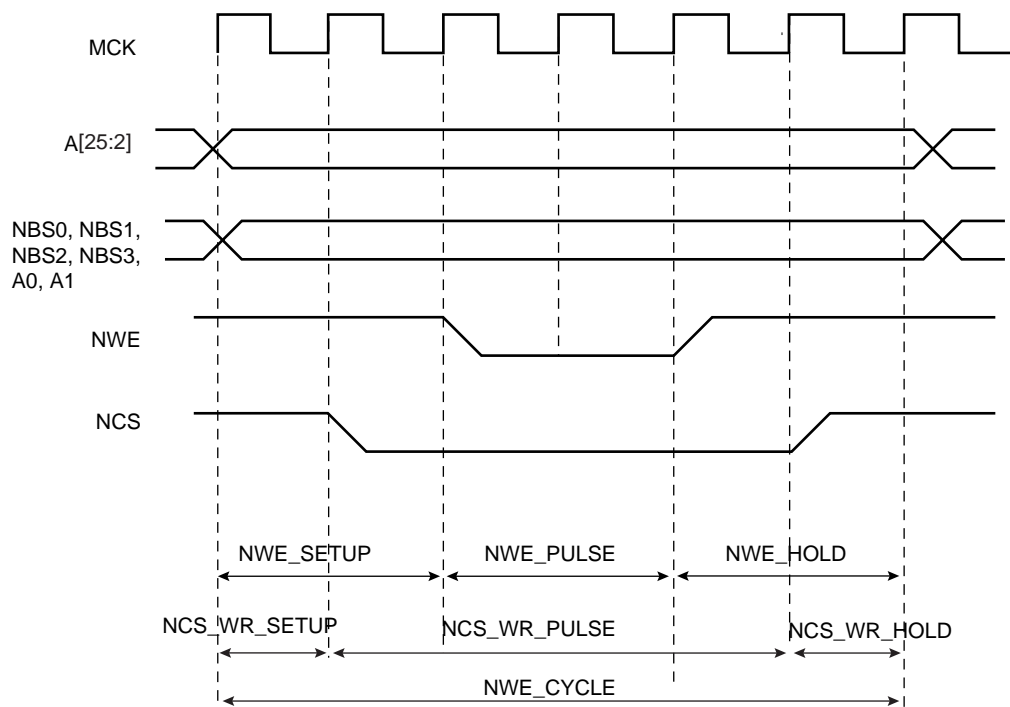 MCK
A[25:2]
NBS0, NBS1,
NBS2, NBS3,
A0, A1
NWE
NCS
NWE_SETUP
NWE_PULSE
NWE_HOLD
NCS_WR_SETUP
NCS_WR_PULSE
NCS_WR_HOLD
NWE_CYCLE